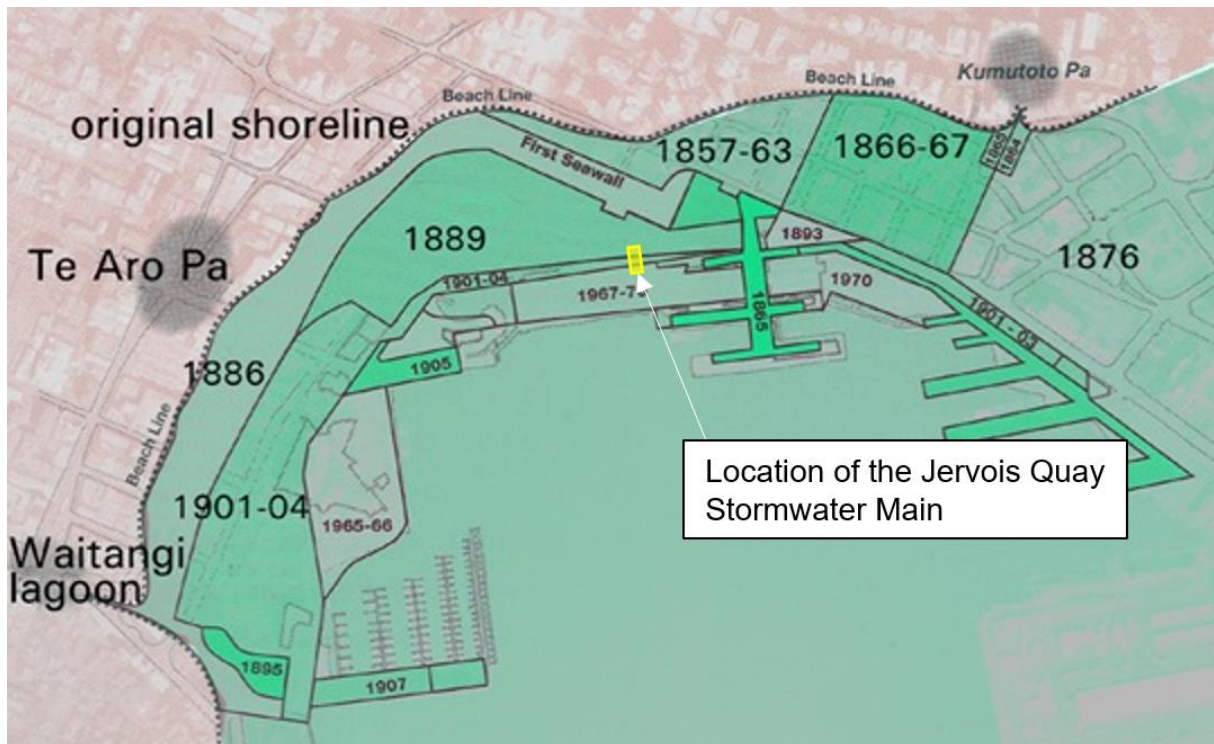 Kumutoto Pa
Beach Line
Beach Line
original shoreline
First Seawall
1857-63
1866-67
1863
1864
1889
1893
1876
Te Aro Pa
1901-04
1970
1865
1901 - 03
1886
1905
Beach Line
Location of the Jervois Quay
Stormwater Main
1901-04
1965-66
Waitangi
lagoon
1895
1907